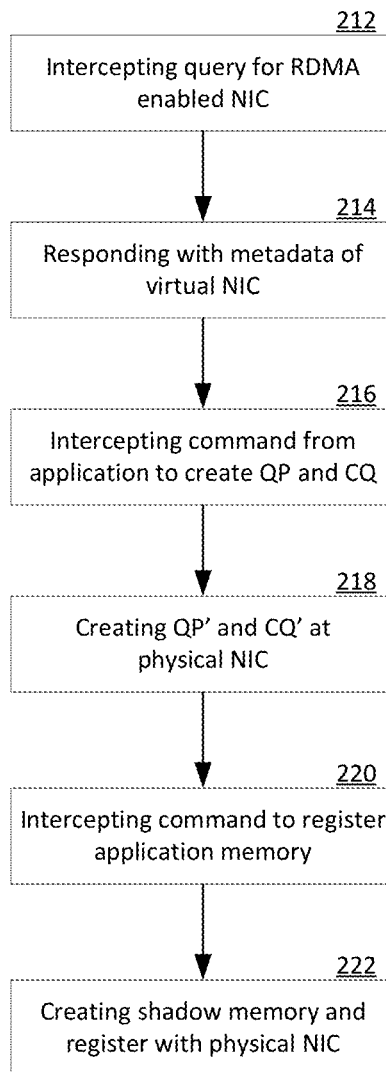 212
Intercepting query for RDMA
enabled NIC
214
Responding with metadata of
virtual NIC
216
Intercepting command from
application to create QP and CQ
218
Creating QP’ and CQ’ at
physical NIC
220
Intercepting command to register
application memory
222
Creating shadow memory and
register with physical NIC